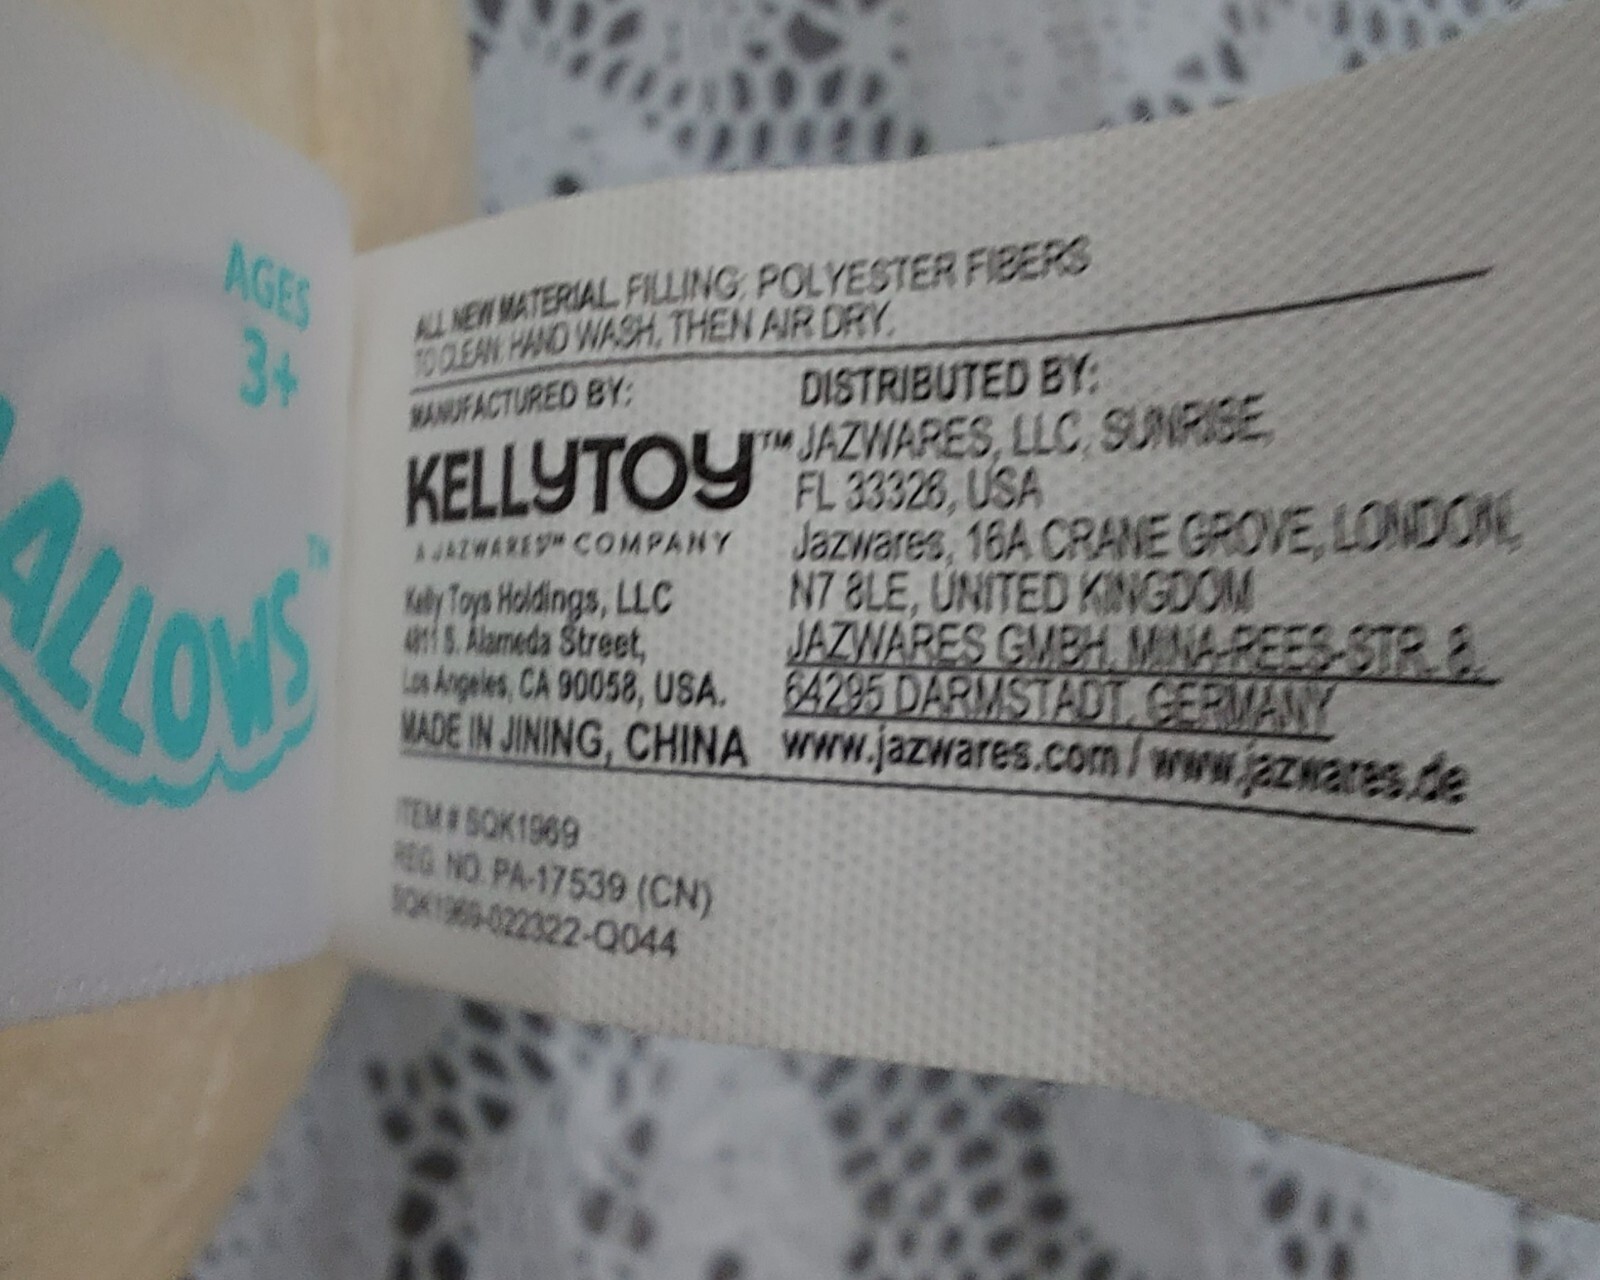 AGES
3+
ALLOWS™
ALL NEW MATERIAL FILLING: POLYESTER FIBERS
TO CLEAN: HAND WASH, THEN AIR DRY.
MANUFACTURED BY:
KELLYTOY™
A JAZWARES™ COMPANY
Kelly Toys Holdings, LLC
4811 S. Alameda Street,
Los Angeles, CA 90058, USA.
MADE IN JINING, CHINA
DISTRIBUTED BY:
JAZWARES, LLC, SUNRISE,
FL 33326, USA
Jazwares, 16A CRANE GROVE, LONDON,
N7 8LE, UNITED KINGDOM
JAZWARES GMBH, MINA-REES-STR. 8,
64295 DARMSTADT, GERMANY
www.jazwares.com / www.jazwares.de
ITEM # SQK1969
REG. NO. PA-17539 (CN)
SQK1969-022322-Q044